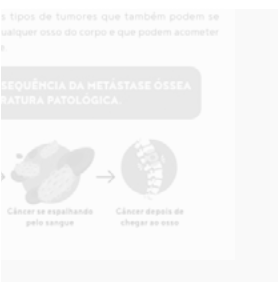 s tipos de tumores que também podem se
ualquer osso do corpo e que podem acometer
SEQUÊNCIA DA METÁSTASE ÓSSEA
RATURA PATOLÓGICA.
Câncer se espalhando
pelo sangue
Câncer depois de
chegar ao osso